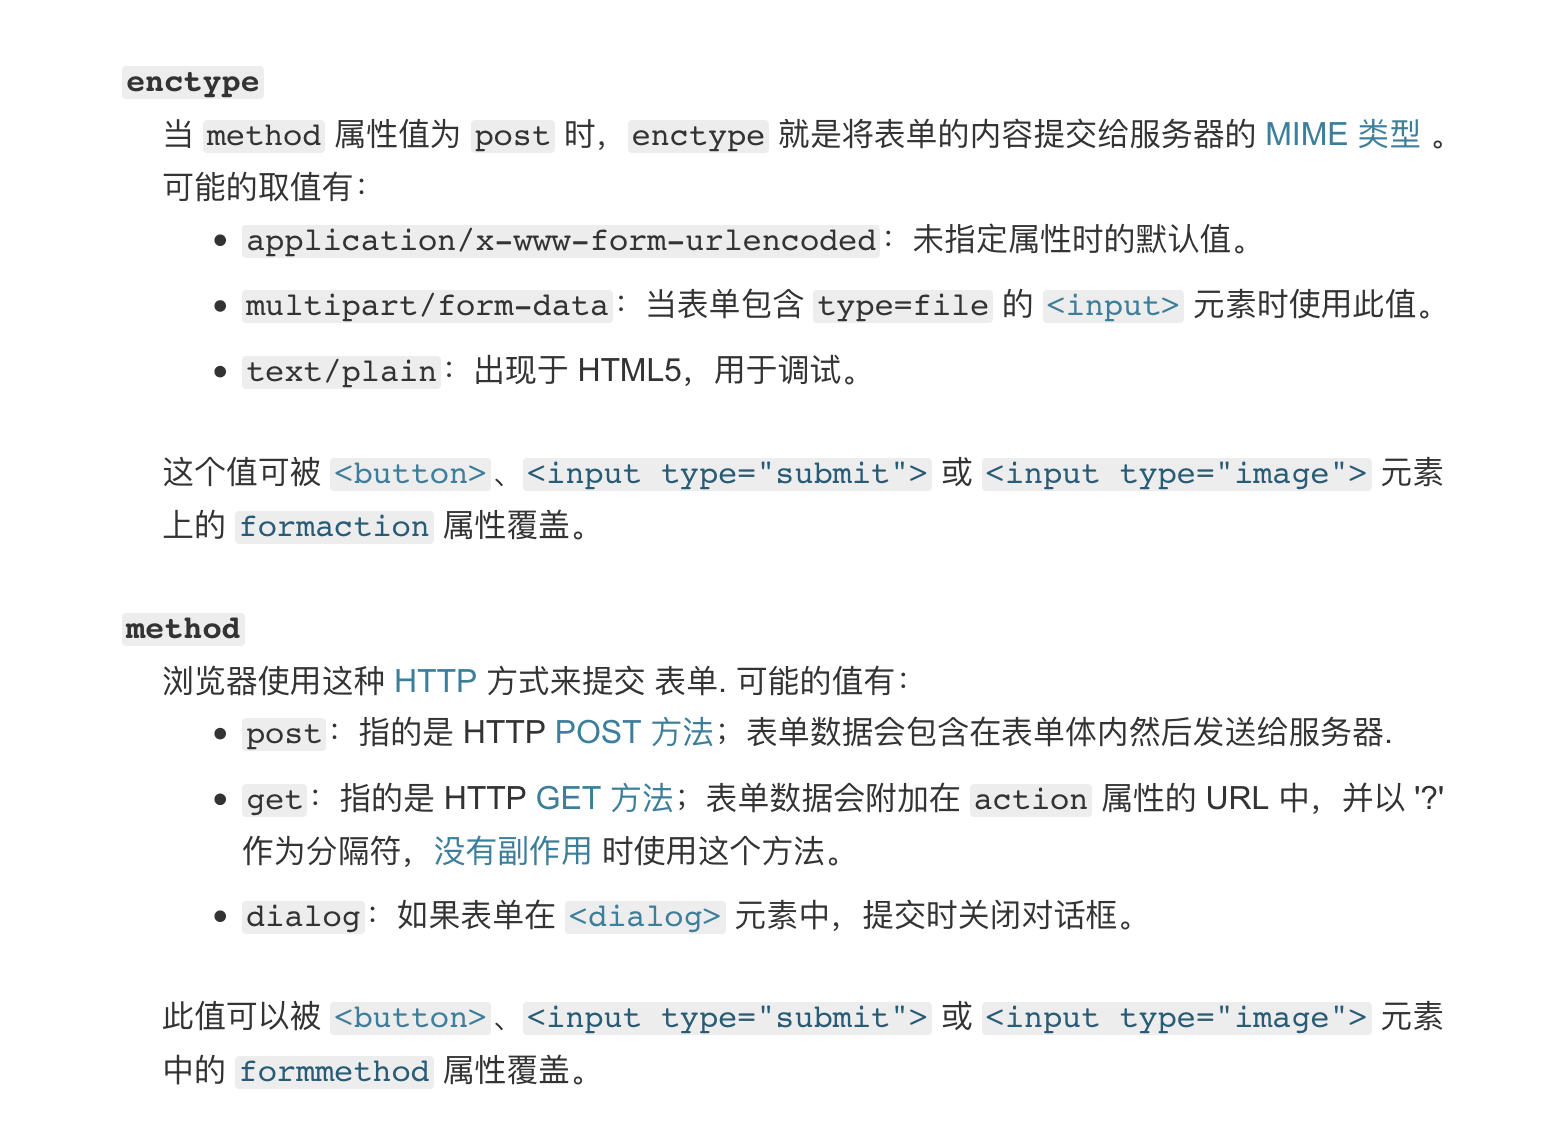 enctype
当 method 属性值为 post 时，enctype 就是将表单的内容提交给服务器的 MIME 类型 。
可能的取值有：
• application/x-www-form-urlencoded：未指定属性时的默认值。
• multipart/form-data：当表单包含 type=file 的 <input> 元素时使用此值。
• text/plain：出现于 HTML5，用于调试。
这个值可被 <button>、<input type="submit"> 或 <input type="image"> 元素
上的 formaction 属性覆盖。
method
浏览器使用这种 HTTP 方式来提交 表单. 可能的值有：
• post：指的是 HTTP POST 方法；表单数据会包含在表单体内然后发送给服务器.
• get：指的是 HTTP GET 方法；表单数据会附加在 action 属性的 URL 中，并以 '?'
作为分隔符，没有副作用 时使用这个方法。
• dialog：如果表单在 <dialog> 元素中，提交时关闭对话框。
此值可以被 <button>、<input type="submit"> 或 <input type="image"> 元素
中的 formmethod 属性覆盖。